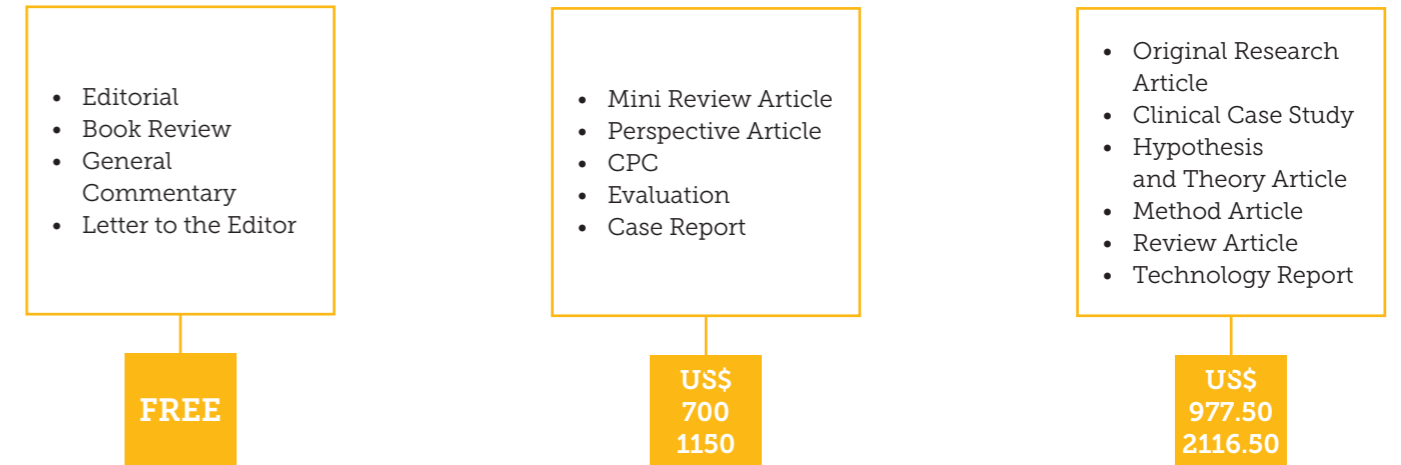 • Editorial
• Book Review
• General
Commentary
• Letter to the Editor
FREE
• Mini Review Article
• Perspective Article
• CPC
• Evaluation
• Case Report
US$
700
1150
• Original Research
Article
• Clinical Case Study
• Hypothesis
and Theory Article
• Method Article
• Review Article
• Technology Report
US$
977.50
2116.50